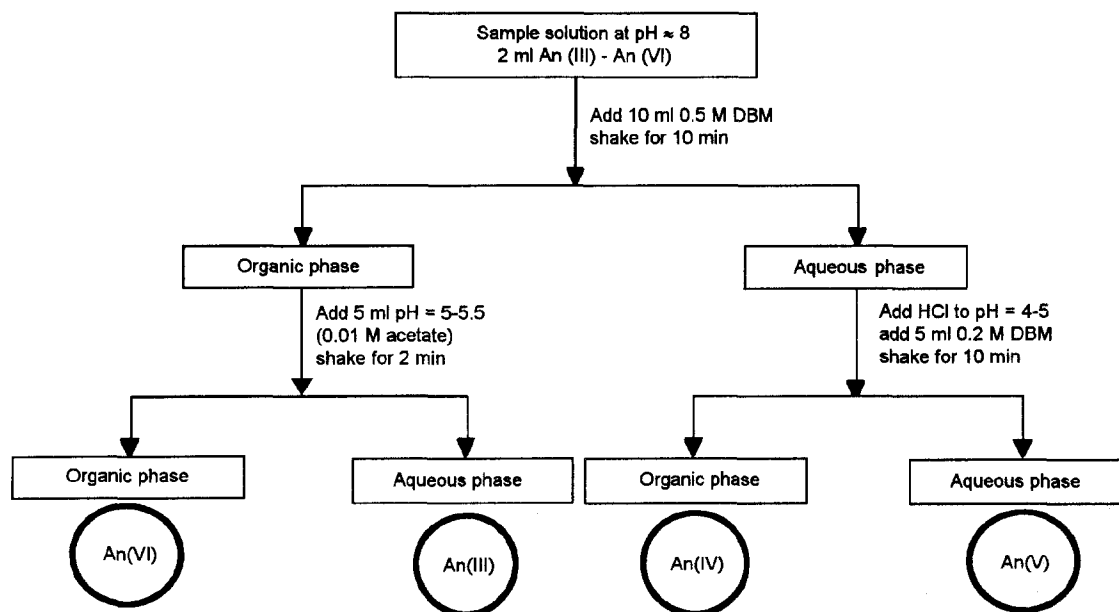 Sample solution at pH ≈ 8
2 ml An (III) - An (VI)
Add 10 ml 0.5 M DBM
shake for 10 min
Organic phase
Aqueous phase
Add 5 ml pH = 5-5.5
(0.01 M acetate)
shake for 2 min
Add HCl to pH = 4-5
add 5 ml 0.2 M DBM
shake for 10 min
Organic phase
Aqueous phase
Organic phase
Aqueous phase
An(VI)
An(III)
An(IV)
An(V)